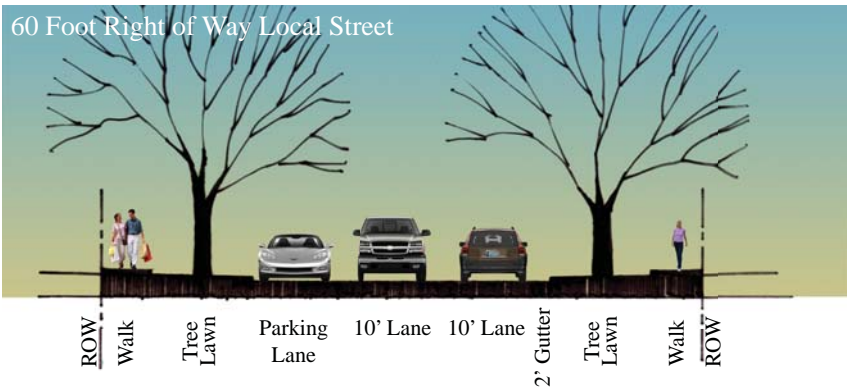 60 Foot Right of Way Local Street
ROW
Walk
Tree
Lawn
Parking
Lane
10’ Lane
10’ Lane
2’ Gutter
Tree
Lawn
Walk
ROW